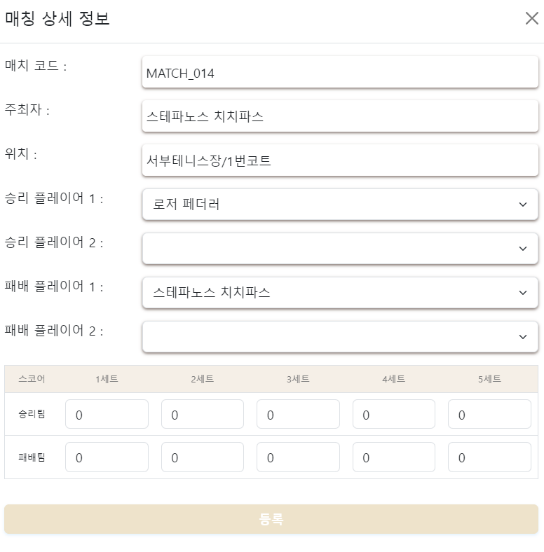 매칭 상세 정보
매치 코드 : MATCH_014
주최자 : 스테파노스 치치파스
위치 : 서부테니스장/1번코트
승리 플레이어 1 : 로저 페더러
승리 플레이어 2 :
패배 플레이어 1 : 스테파노스 치치파스
패배 플레이어 2 :
스코어 1세트 2세트 3세트 4세트 5세트
승리팀 0 0 0 0 0
패배팀 0 0 0 0 0
등록